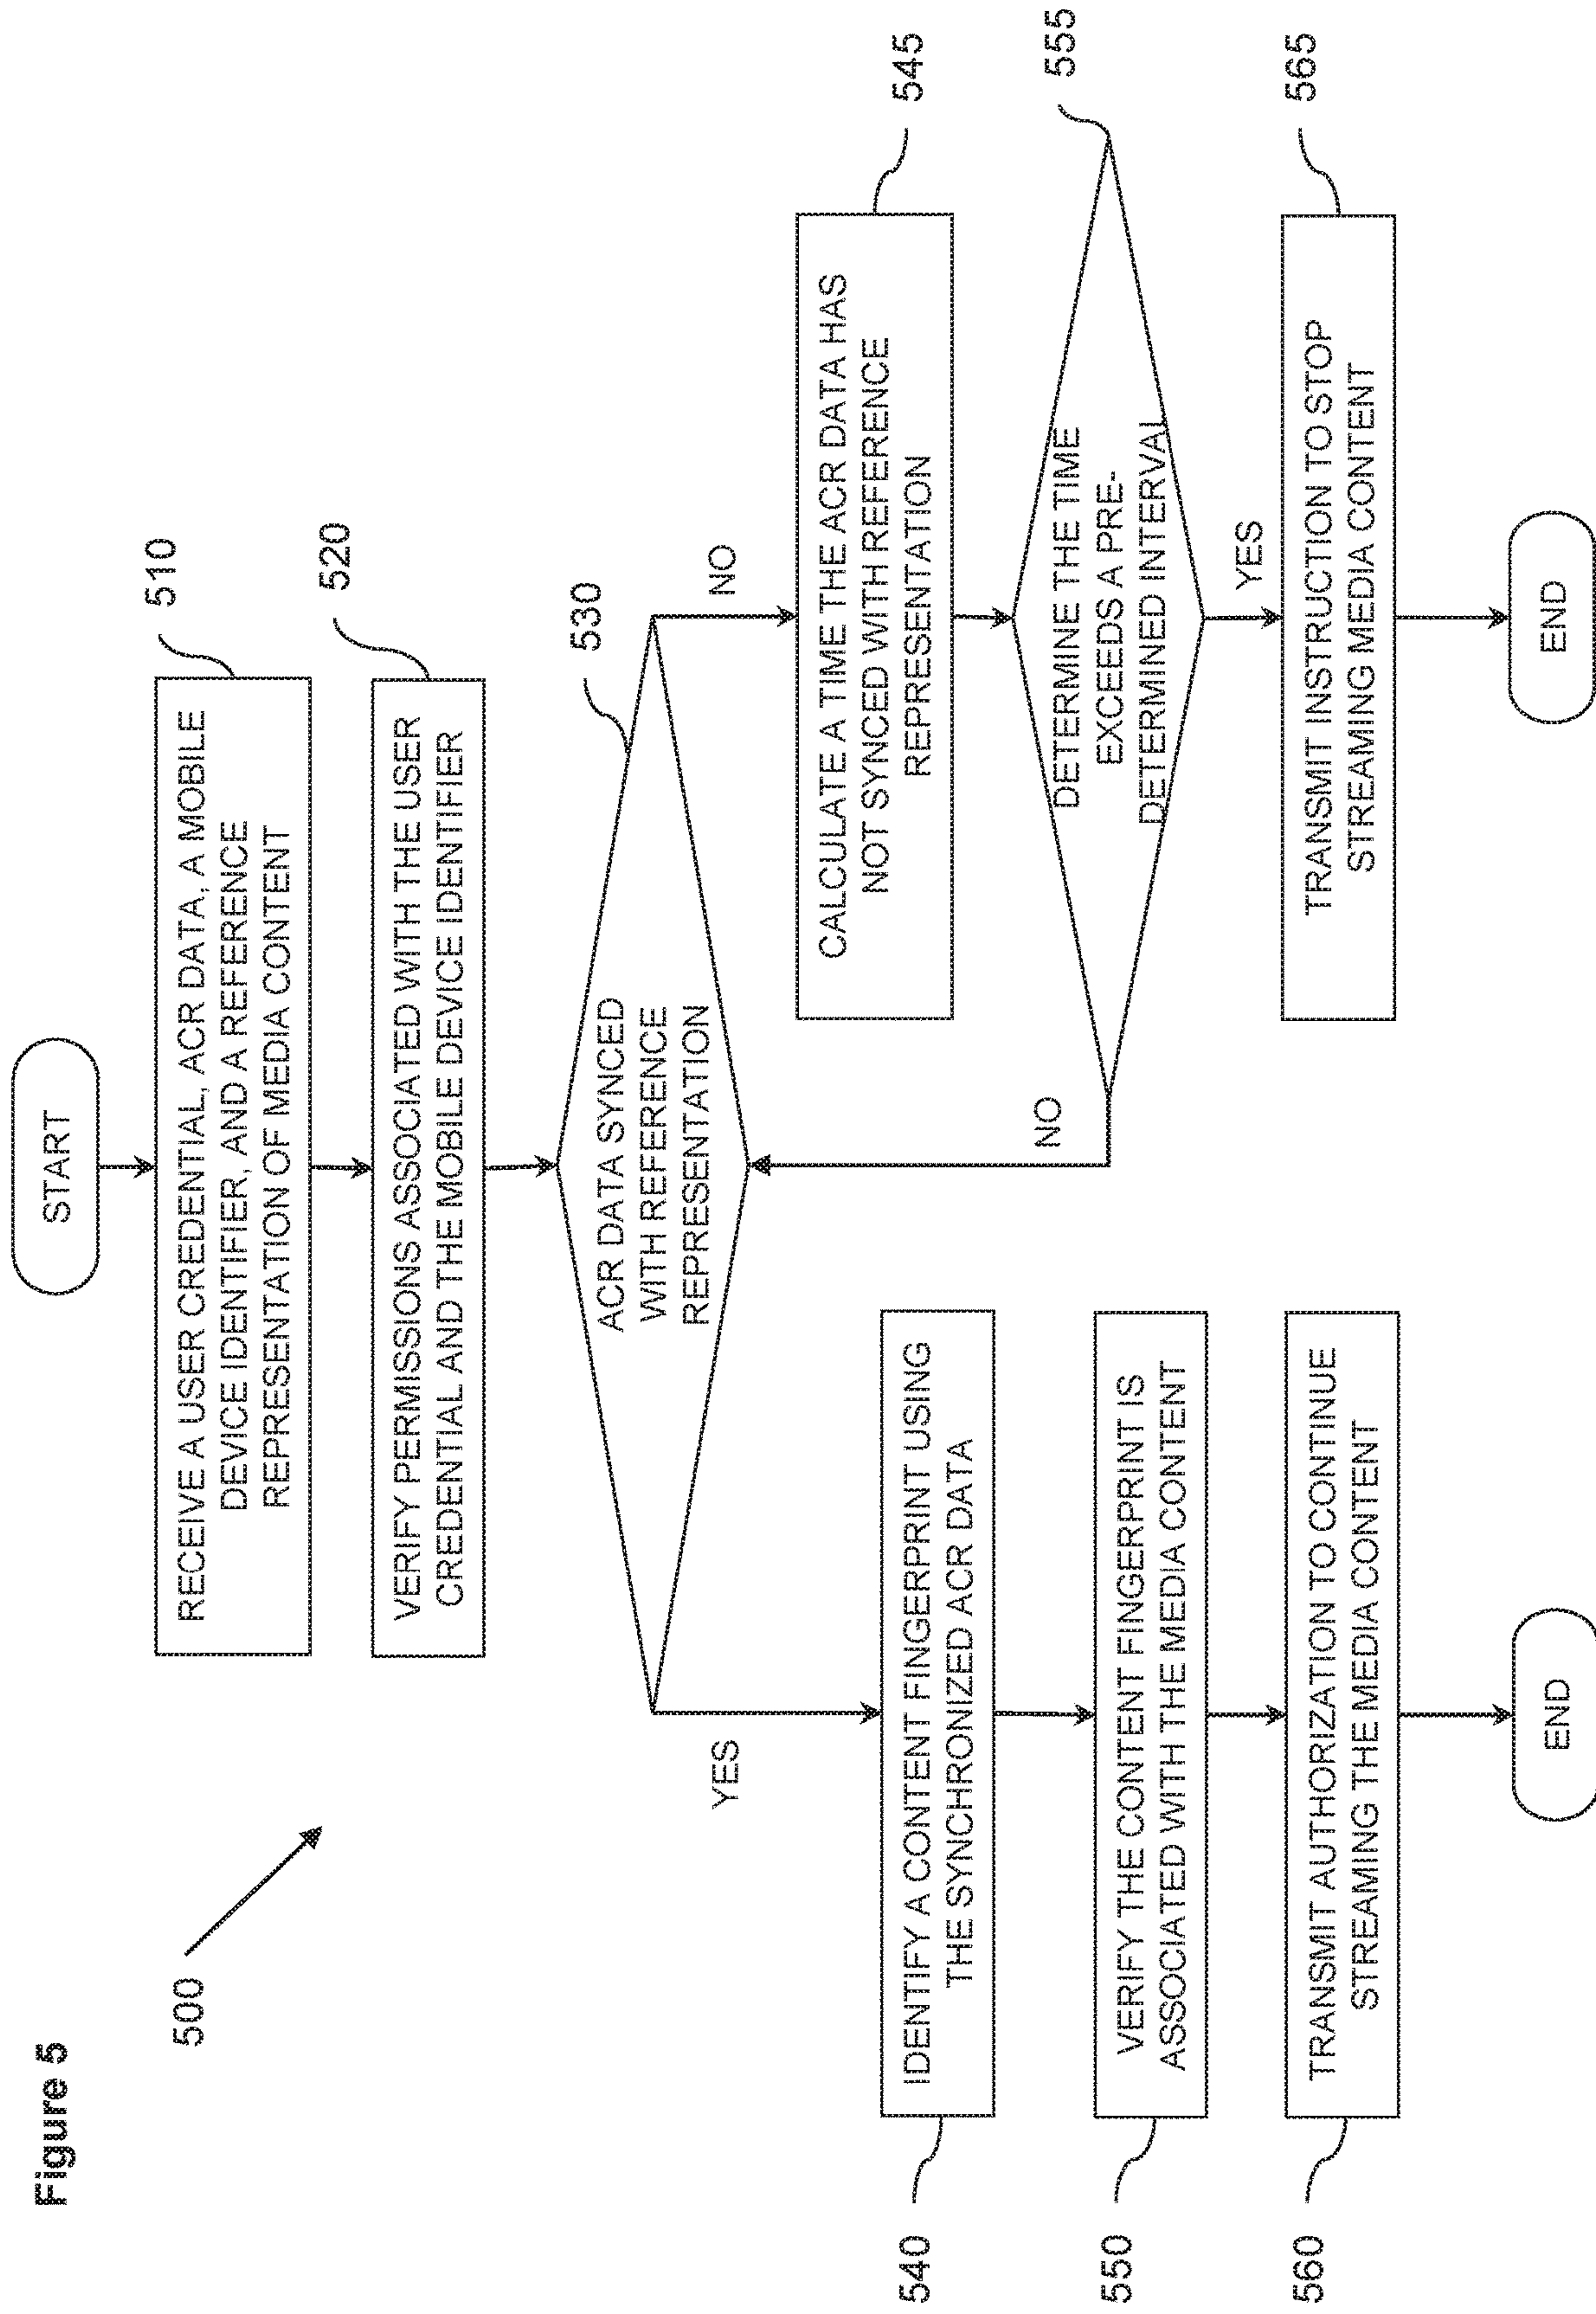 Figure 5
500
START
RECEIVE A USER CREDENTIAL, ACR DATA, A MOBILE
DEVICE IDENTIFIER, AND A REFERENCE
REPRESENTATION OF MEDIA CONTENT
510
VERIFY PERMISSIONS ASSOCIATED WITH THE USER
CREDENTIAL AND THE MOBILE DEVICE IDENTIFIER
520
ACR DATA SYNCED
WITH REFERENCE
REPRESENTATION
530
YES
NO
540
IDENTIFY A CONTENT FINGERPRINT USING
THE SYNCHRONIZED ACR DATA
550
VERIFY THE CONTENT FINGERPRINT IS
ASSOCIATED WITH THE MEDIA CONTENT
560
TRANSMIT AUTHORIZATION TO CONTINUE
STREAMING THE MEDIA CONTENT
END
CALCULATE A TIME THE ACR DATA HAS
NOT SYNCED WITH REFERENCE
REPRESENTATION
545
NO
DETERMINE THE TIME
EXCEEDS A PRE-
DETERMINED INTERVAL
555
YES
TRANSMIT INSTRUCTION TO STOP
STREAMING MEDIA CONTENT
565
END